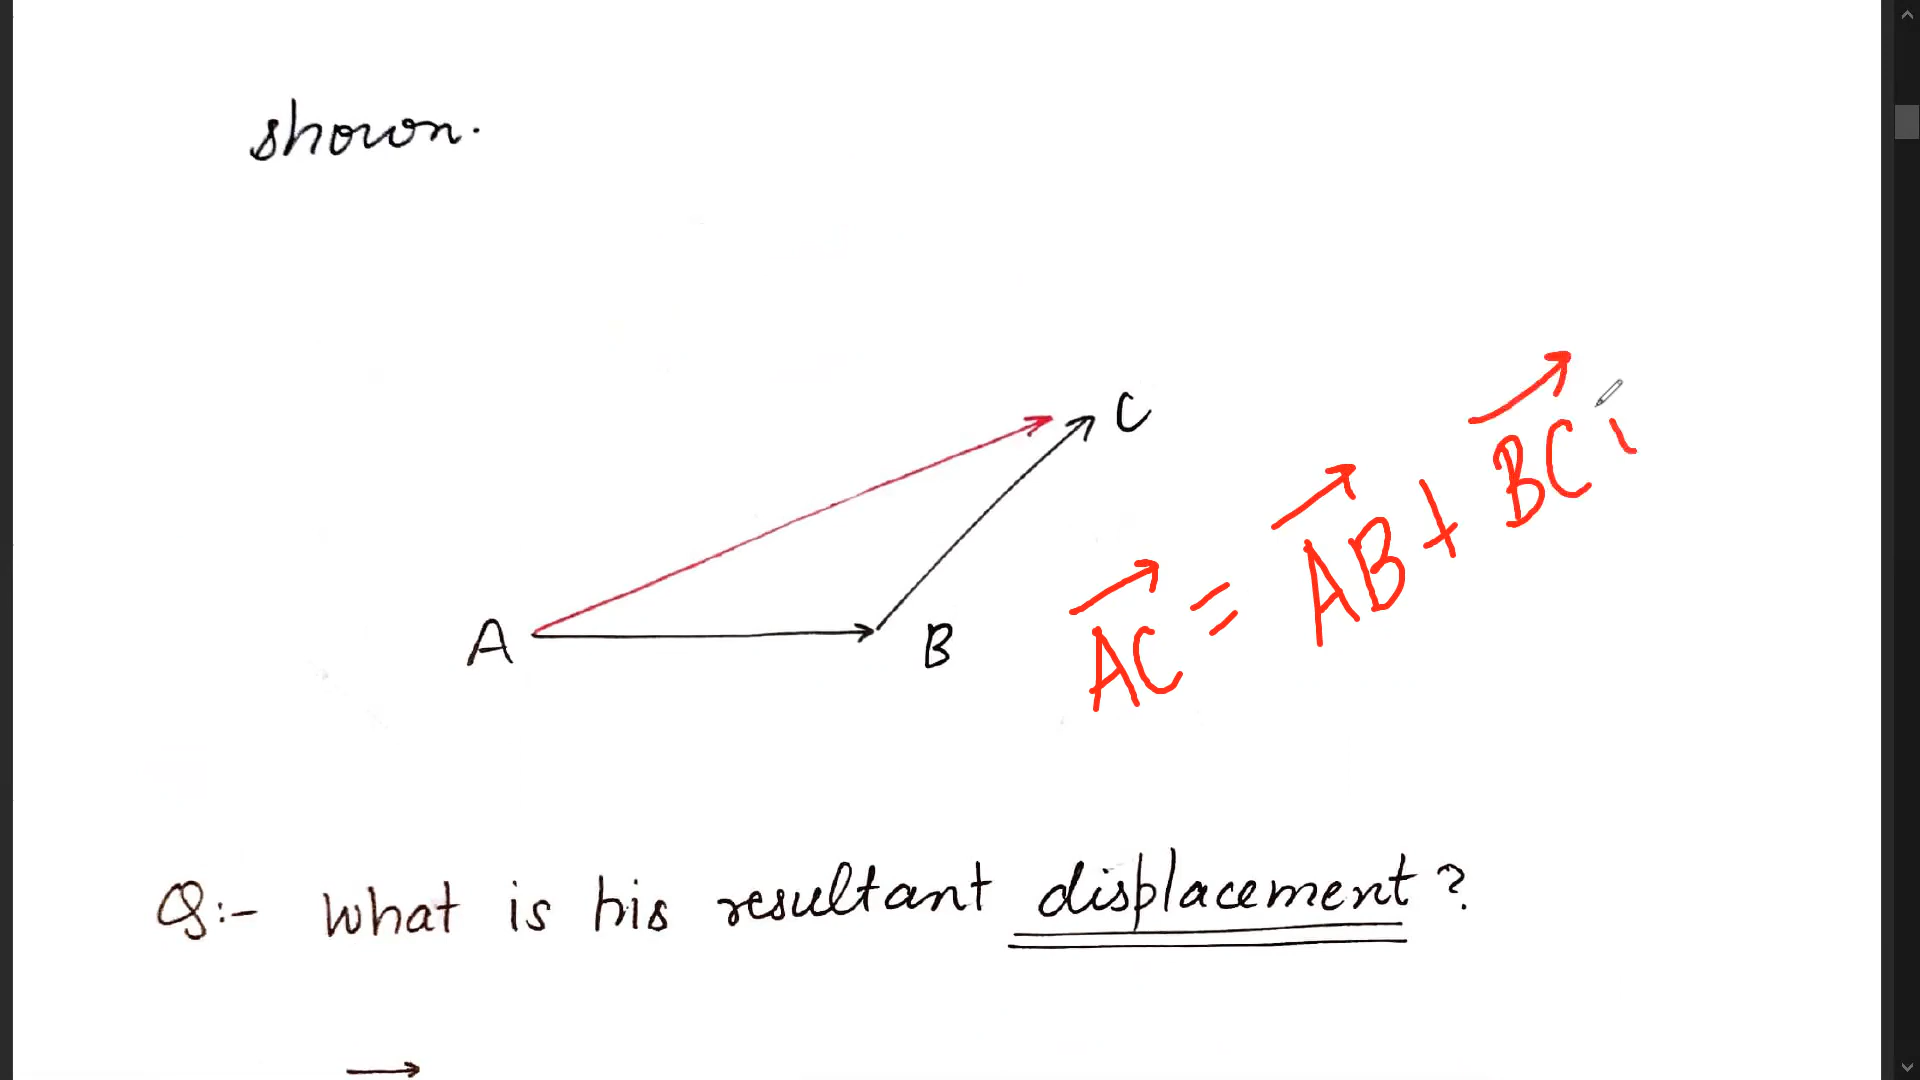 shown.
C
A
B
AC = AB + BC
Q:- What is his resultant displacement?